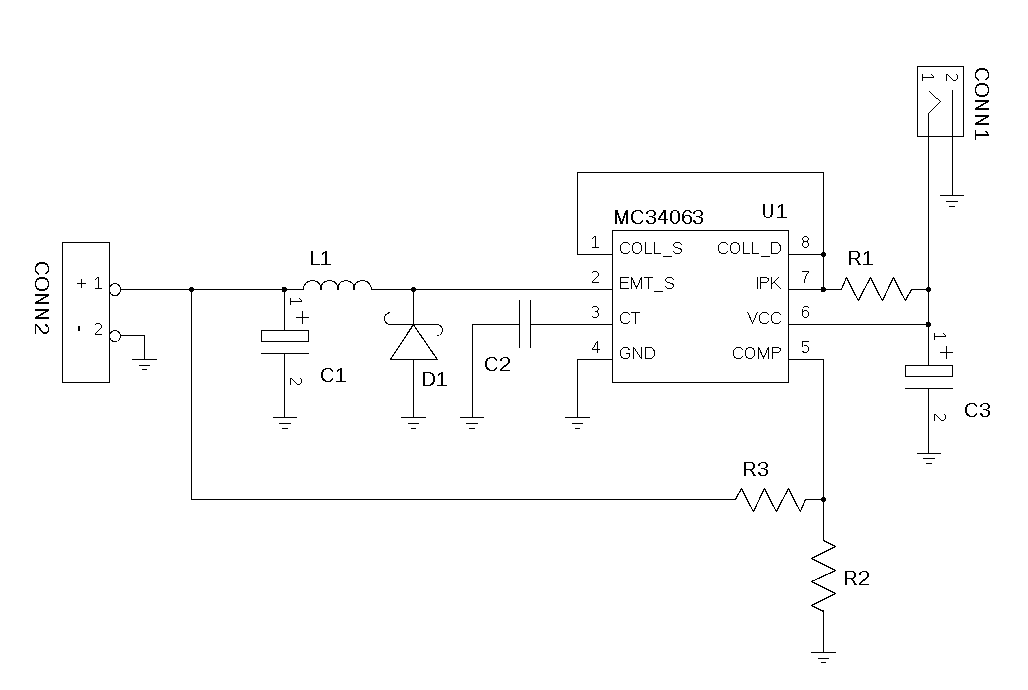 CONN1
1 2
MC34063 U1
1 COLL_S COLL_D 8
2 EMT_S IPK 7
3 CT VCC 6
4 GND COMP 5
R1
L1
CONN2
+ 1
- 2
1 +
C1
2
D1
C2
1 +
C3
2
R3
R2